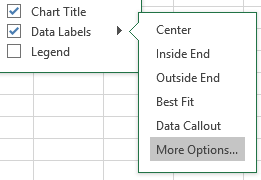 Chart Title
Data Labels
Legend
Center
Inside End
Outside End
Best Fit
Data Callout
More Options...